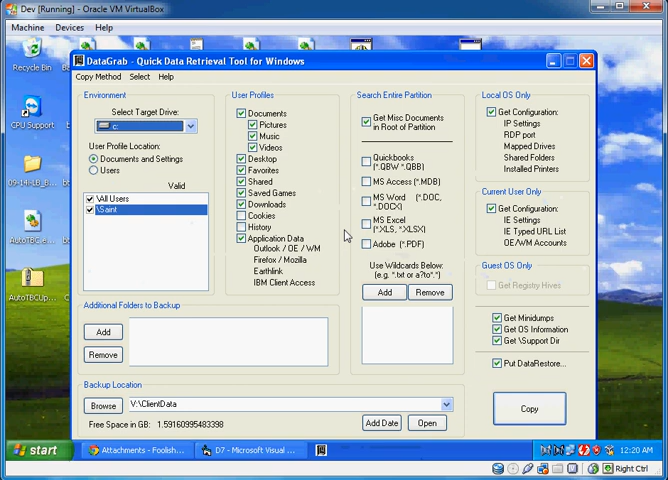 Dev [Running] - Oracle VM VirtualBox
Machine Devices Help
Recycle Bin
CPU Support
09-14i-LB_B...
AutoTBC.e...
AutoTBCUp...
DataGrab - Quick Data Retrieval Tool for Windows
Copy Method Select Help
Environment
Select Target Drive:
c:
User Profile Location:
Documents and Settings
Users
Valid
\All Users
\Saint
User Profiles
Documents
Pictures
Music
Videos
Desktop
Favorites
Shared
Saved Games
Downloads
Cookies
History
Application Data
Outlook / OE / WM
Firefox / Mozilla
Earthlink
IBM Client Access
Search Entire Partition
Get Misc Documents
in Root of Partition
Quickbooks
(*.QBW *.QBB)
MS Access (*.MDB)
MS Word (*.DOC,
*.DOCX)
MS Excel
(*.XLS, *.XLSX)
Adobe (*.PDF)
Use Wildcards Below:
(e.g. *.txt or a?to*.*)
Add Remove
Local OS Only
Get Configuration:
IP Settings
RDP port
Mapped Drives
Shared Folders
Installed Printers
Current User Only
Get Configuration:
IE Settings
IE Typed URL List
OE/WM Accounts
Guest OS Only
Get Registry Hives
Get Minidumps
Get OS Information
Get \Support Dir
Put DataRestore...
Copy
Additional Folders to Backup
Add
Remove
Backup Location
Browse V:\ClientData
Free Space in GB: 1.59160995483398
Add Date Open
start
Attachments - Foolish...
D7 - Microsoft Visual ...
12:20 AM
Right Ctrl